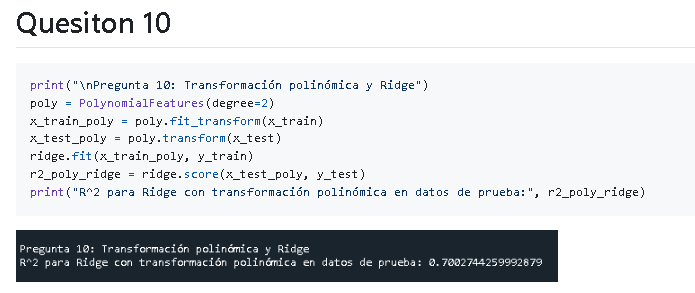 Quesiton 10
print("\nPregunta 10: Transformación polinómica y Ridge")
poly = PolynomialFeatures(degree=2)
x_train_poly = poly.fit_transform(x_train)
x_test_poly = poly.transform(x_test)
ridge.fit(x_train_poly, y_train)
r2_poly_ridge = ridge.score(x_test_poly, y_test)
print("R^2 para Ridge con transformación polinómica en datos de prueba:", r2_poly_ridge)
Pregunta 10: Transformación polinómica y Ridge
R^2 para Ridge con transformación polinómica en datos de prueba: 0.7002744259992879